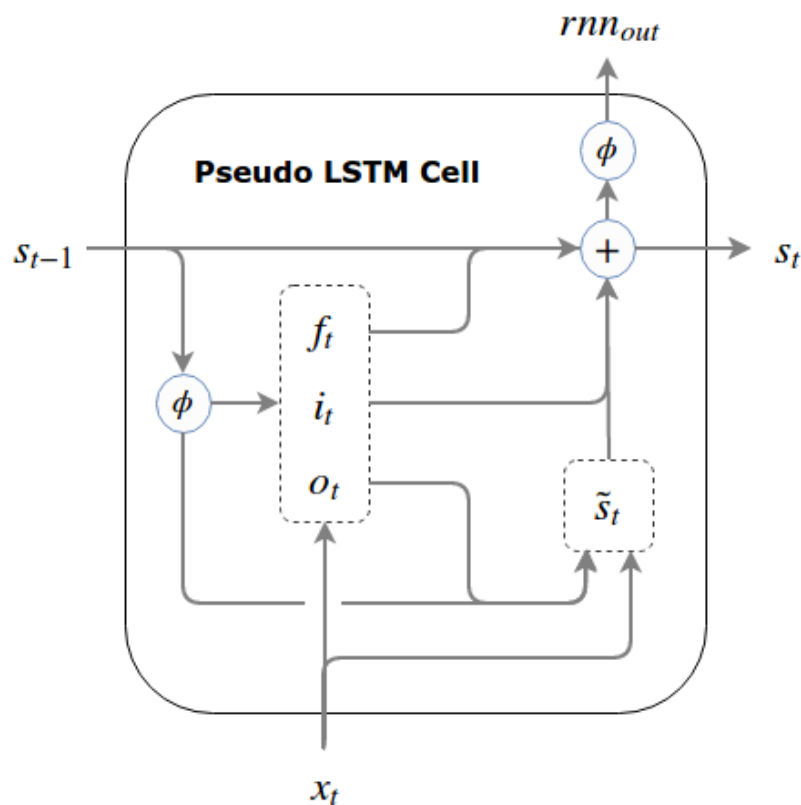 rnn_out
ϕ
Pseudo LSTM Cell
s_{t−1}
+
s_t
f_t
ϕ
i_t
o_t
s̃_t
x_t